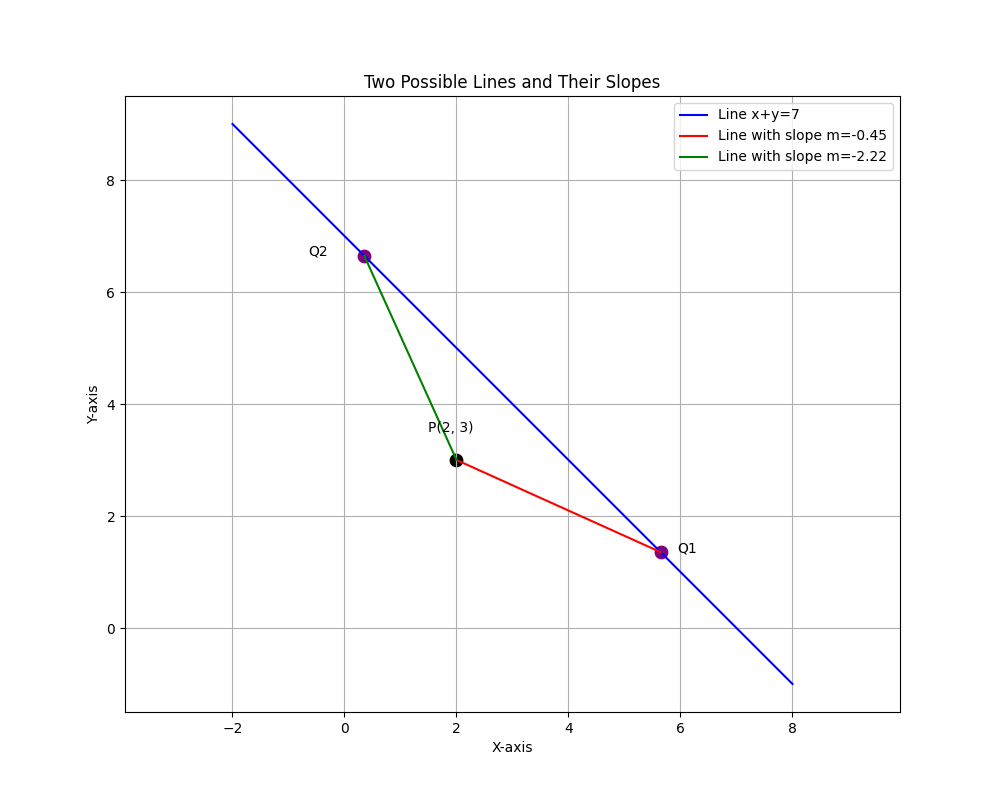 Two Possible Lines and Their Slopes
Line x+y=7
Line with slope m=-0.45
Line with slope m=-2.22
8
6
4
2
0
Y-axis
Q2
P(2, 3)
Q1
−2
0
2
4
6
8
X-axis